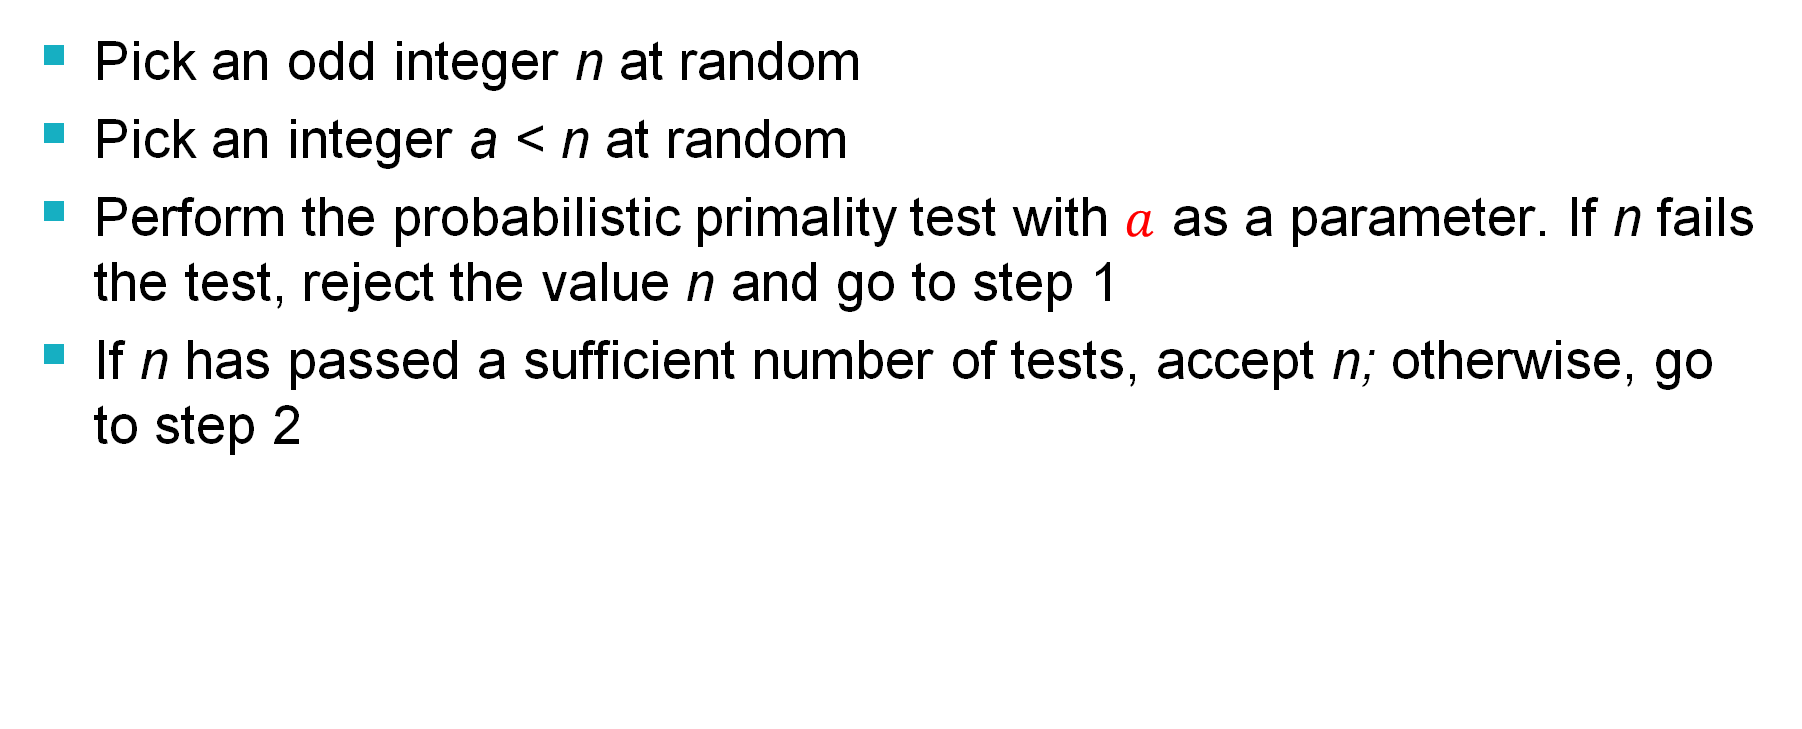 Pick an odd integer n at random
Pick an integer a < n at random
Perform the probabilistic primality test with a as a parameter. If n fails
the test, reject the value n and go to step 1
If n has passed a sufficient number of tests, accept n; otherwise, go
to step 2